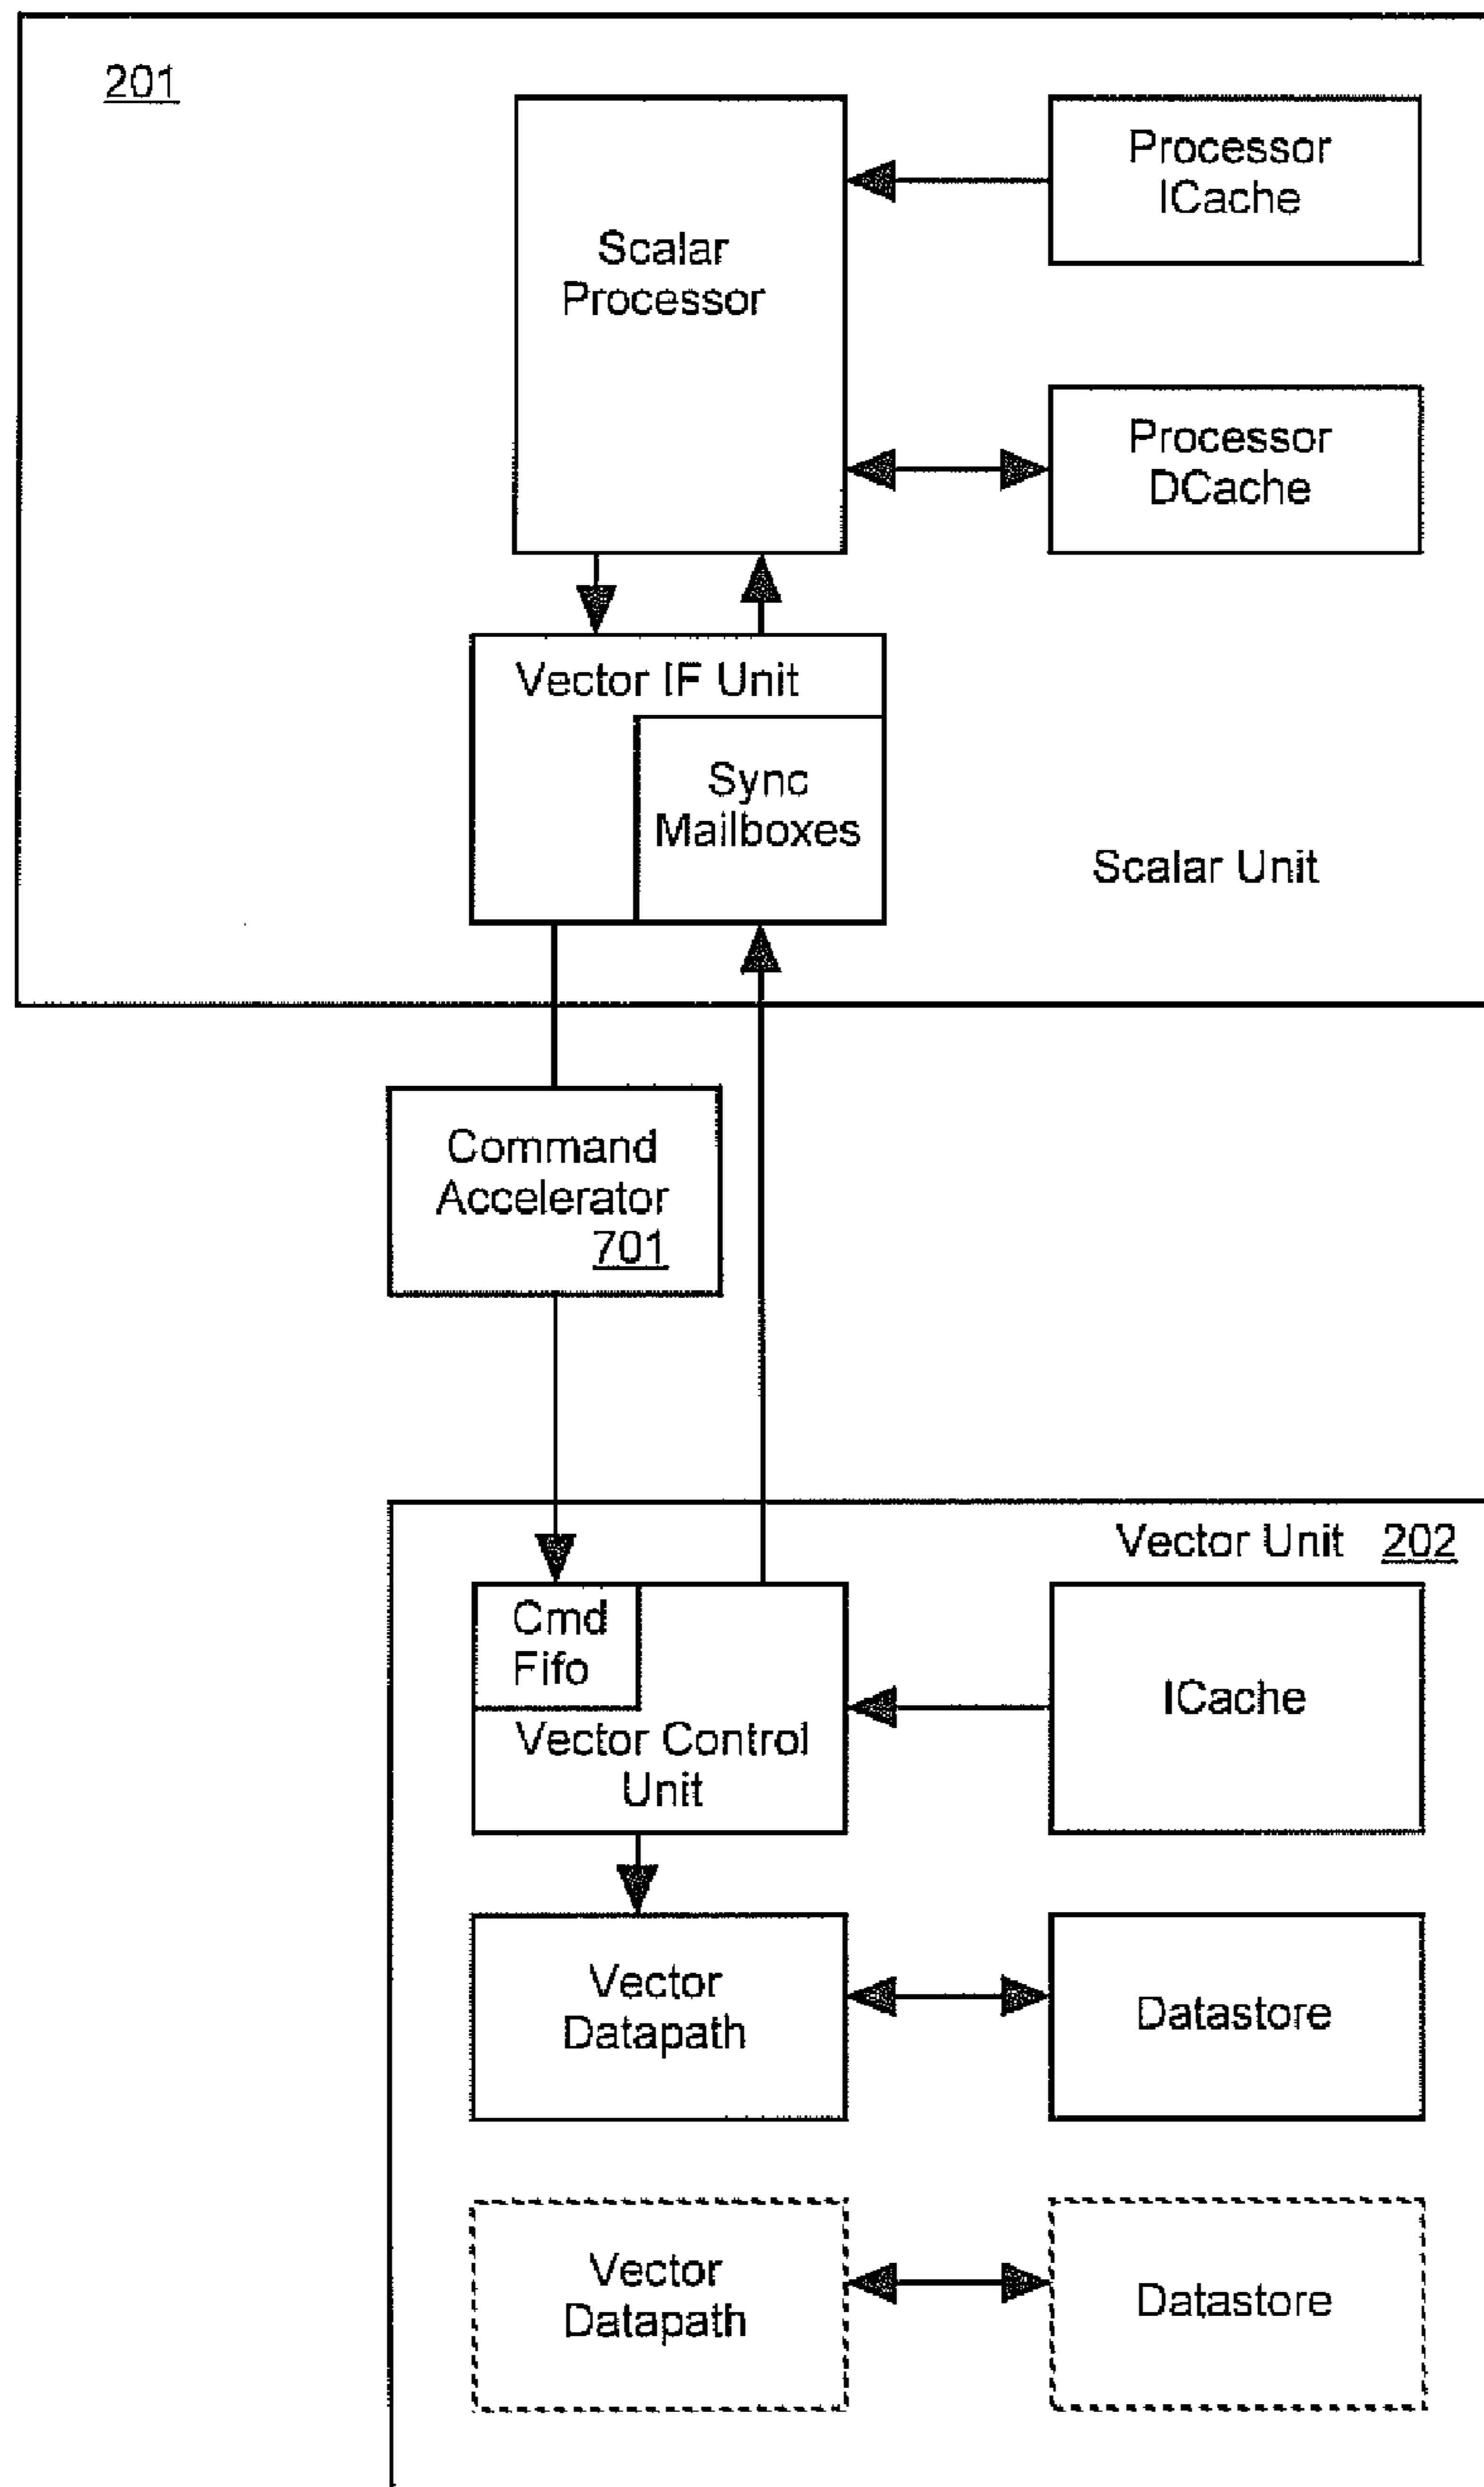 201
Processor
ICache
Scalar
Processor
Processor
DCache
Vector IF Unit
Sync
Mailboxes
Scalar Unit
Command
Accelerator
701
Vector Unit 202
Cmd
Fifo
ICache
Vector Control
Unit
Vector
Datapath
Datastore
Vector
Datapath
Datastore